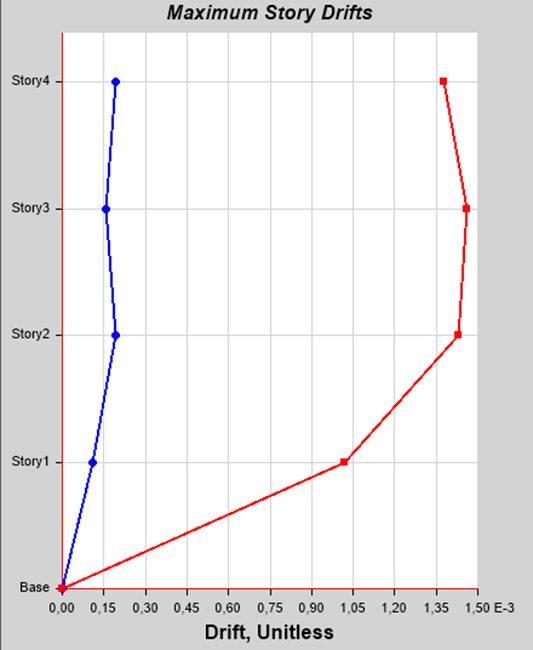 Maximum Story Drifts
Story4
Story3
Story2
Story1
Base
0,00 0,15 0,30 0,45 0,60 0,75 0,90 1,05 1,20 1,35 1,50 E-3
Drift, Unitless